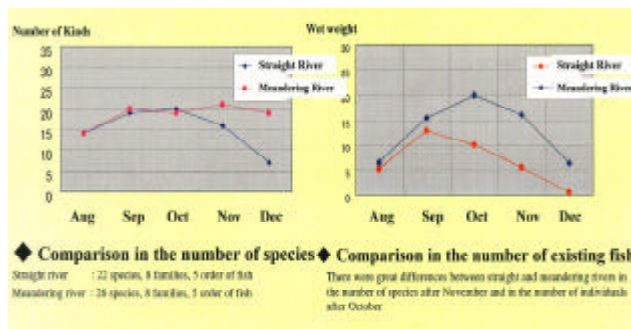 Number of Kinds
35
30
25
20
15
10
5
0
Straight River
Meandering River
Aug Sep Oct Nov Dec
Wet weight
30
20
15
10
5
0
Straight River
Meandering River
Aug Sep Oct Nov Dec
◆ Comparison in the number of species
Straight river : 22 species, 8 families, 5 order of fish
Meandering river : 26 species, 8 families, 5 order of fish
◆ Comparison in the number of existing fish
There were great differences between straight and meandering rivers in
the number of species after November and in the number of individuals
after October